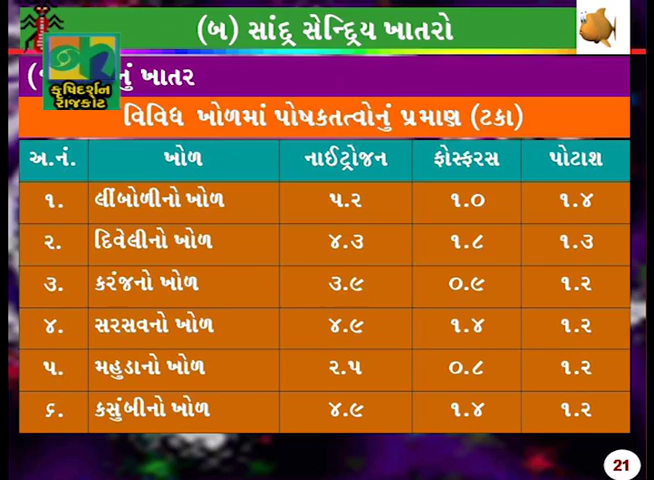 (બ) સાંદ્ર સેન્દ્રિય ખાતરો
કૃષિદર્શન
રાજકોટ
ખાતર
વિવિધ ખોળમાં પોષકતત્વોનું પ્રમાણ (ટકા)
અ.નં. ખોળ નાઈટ્રોજન ફોસ્ફરસ પોટાશ
૧. લીંબોળીનો ખોળ ૫.૨ ૧.૦ ૧.૪
૨. દિવેલીનો ખોળ ૪.૩ ૧.૮ ૧.૩
૩. કરંજનો ખોળ ૩.૯ ૦.૯ ૧.૨
૪. સરસવનો ખોળ ૪.૯ ૧.૪ ૧.૨
૫. મહુડાનો ખોળ ૨.૫ ૦.૮ ૧.૨
૬. કસુંબીનો ખોળ ૪.૯ ૧.૪ ૧.૨
21